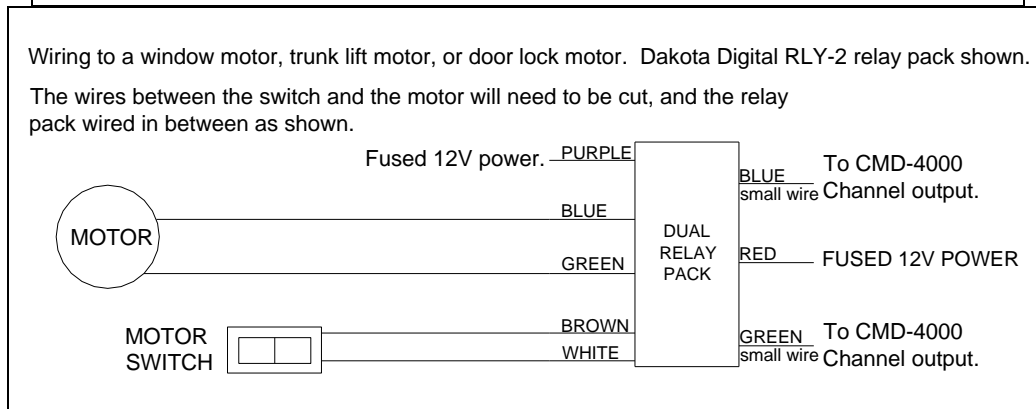 Wiring to a window motor, trunk lift motor, or door lock motor.  Dakota Digital RLY-2 relay pack shown.
The wires between the switch and the motor will need to be cut, and the relay
pack wired in between as shown.
Fused 12V power. PURPLE
BLUE small wire To CMD-4000 Channel output.
MOTOR
BLUE
GREEN
DUAL
RELAY
PACK
RED FUSED 12V POWER
MOTOR
SWITCH
BROWN
WHITE
GREEN small wire To CMD-4000 Channel output.